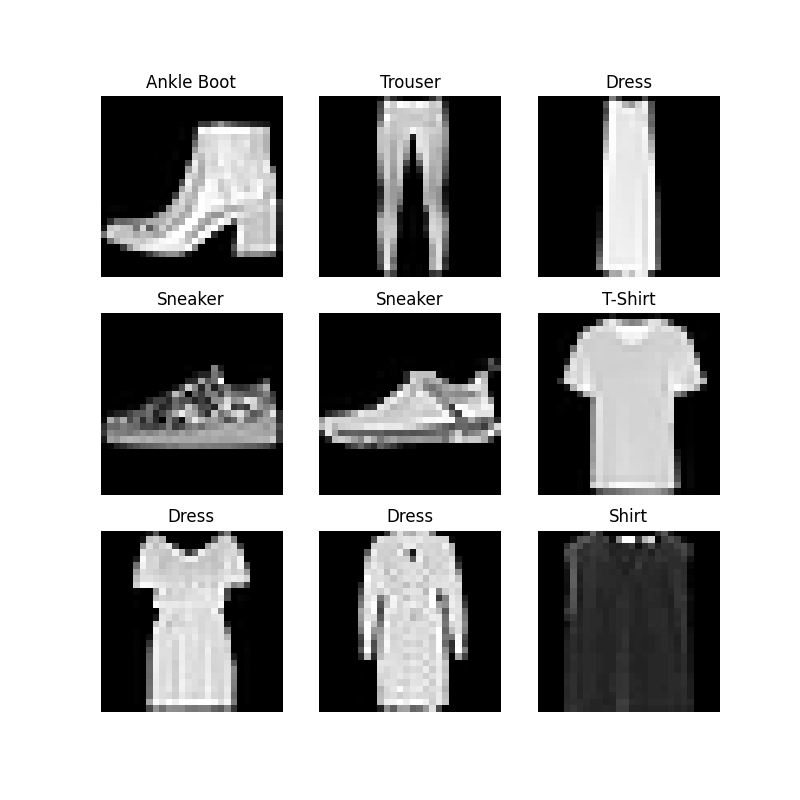 Ankle Boot
Trouser
Dress
Sneaker
Sneaker
T-Shirt
Dress
Dress
Shirt